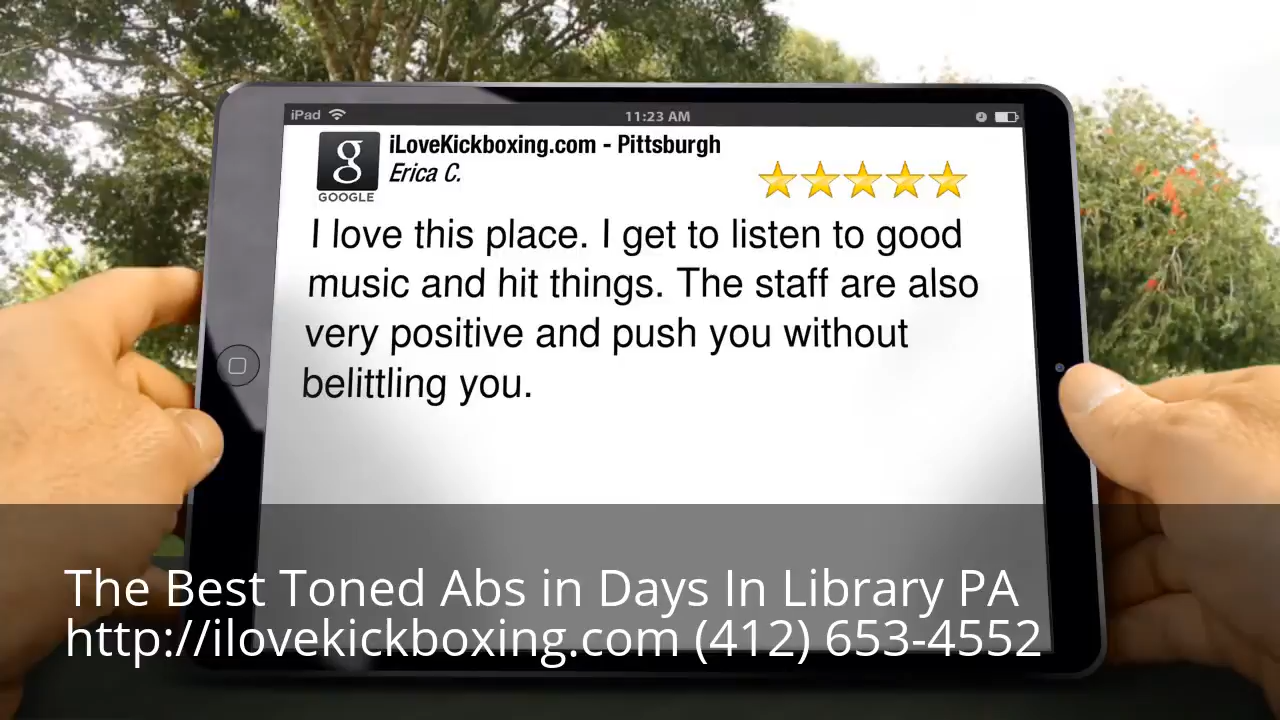 iPad 11:23 AM
g
GOOGLE
iLoveKickboxing.com - Pittsburgh
Erica C.
I love this place. I get to listen to good
music and hit things. The staff are also
very positive and push you without
belittling you.
The Best Toned Abs in Days In Library PA
http://ilovekickboxing.com (412) 653-4552